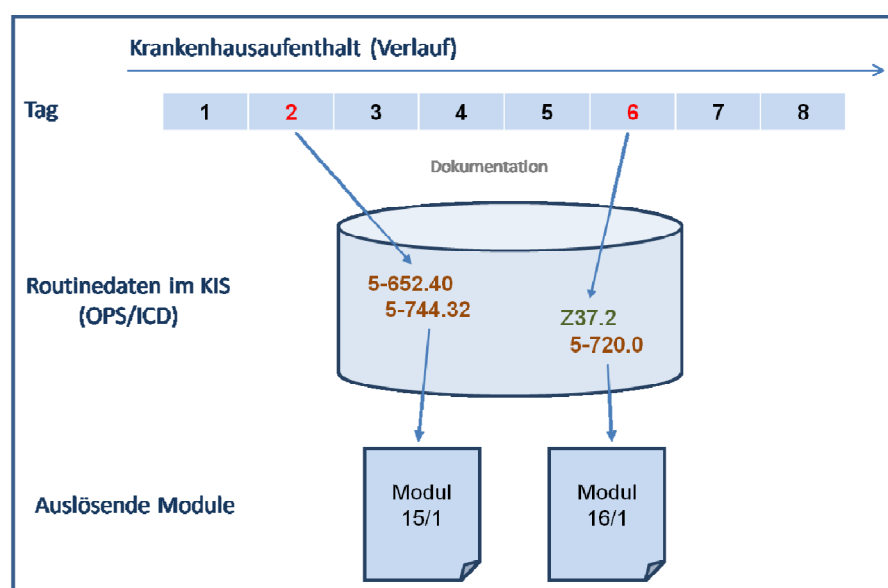 Krankenhausaufenthalt (Verlauf)
Tag
1 2 3 4 5 6 7 8
Dokumentation
Routinedaten im KIS
(OPS/ICD)
5-652.40
5-744.32
Z37.2
5-720.0
Auslösende Module
Modul
15/1
Modul
16/1